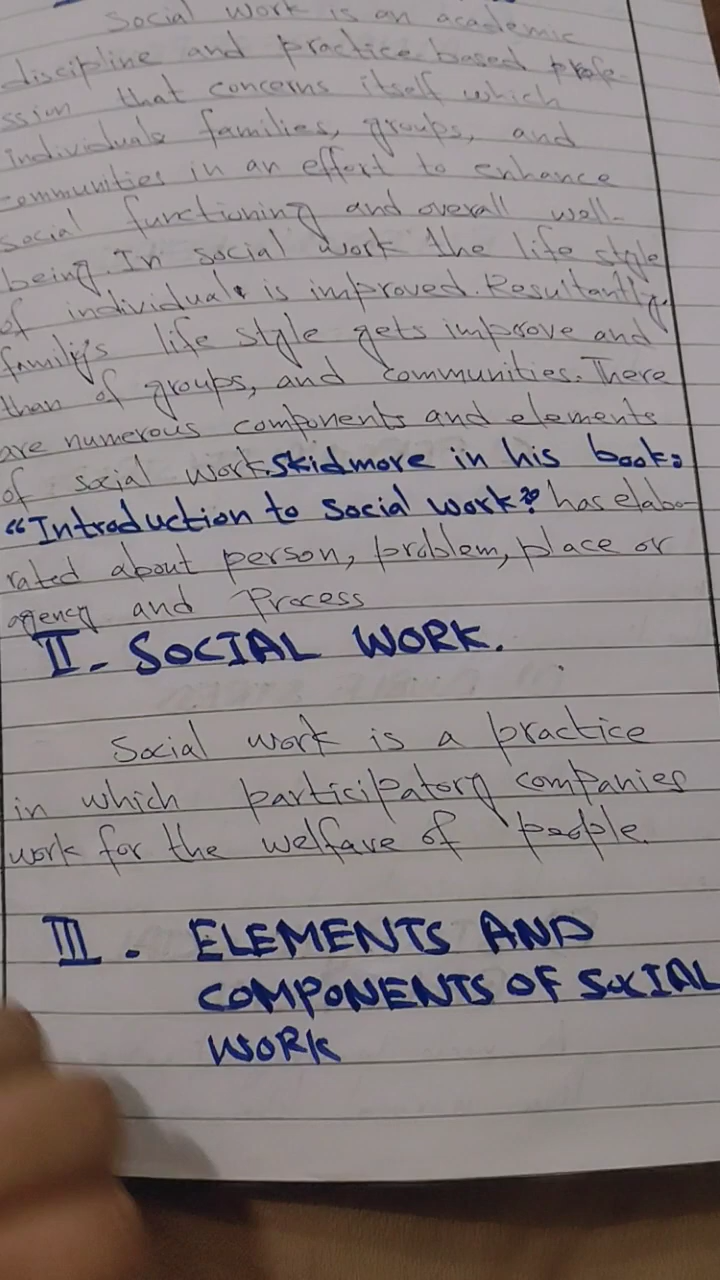 Social work is an academic
discipline and practice based profe-
ssion that concerns itself which
individuals families, groups, and
communities in an effort to enhance
social functioning and overall well-
being. In social work the life style
of individuals is improved. Resultantly,
family's life style gets improve and
than of groups, and communities. There
are numerous components and elements
of social work. Skidmore in his book,
"Introduction to Social work" has elabo-
rated about person, problem, place or
agency and Process
II- SOCIAL WORK.
Social work is a practice
in which participatory companies
work for the welfare of people.
III. ELEMENTS AND
COMPONENTS OF SOCIAL
WORK